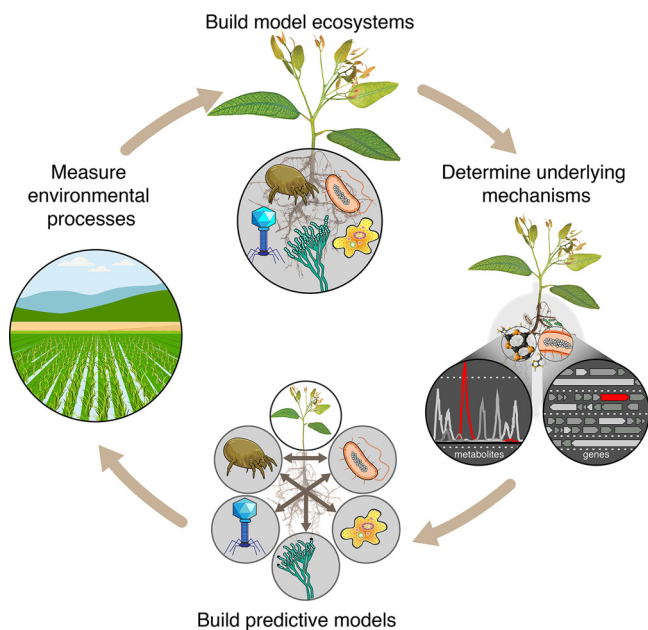 Build model ecosystems
Measure
environmental
processes
Determine underlying
mechanisms
metabolites
genes
Build predictive models